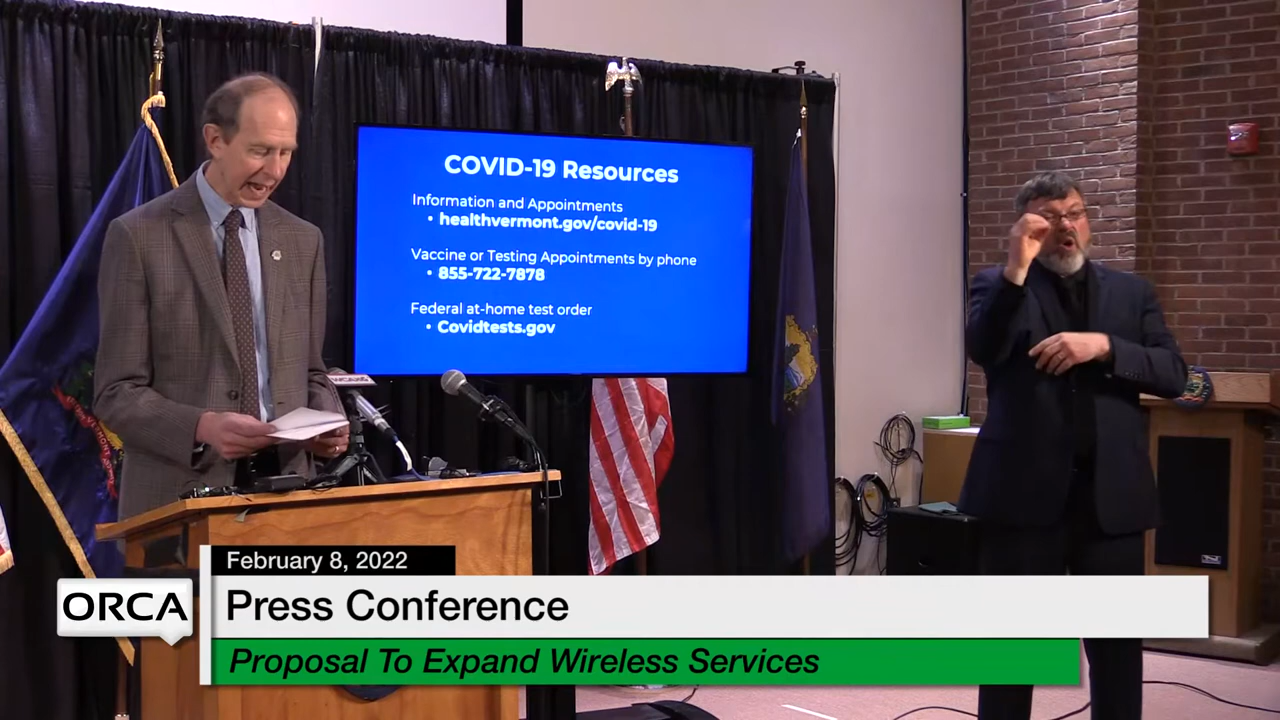 COVID-19 Resources
Information and Appointments
• healthvermont.gov/covid-19
Vaccine or Testing Appointments by phone
• 855-722-7878
Federal at-home test order
• Covidtests.gov
February 8, 2022
ORCA
Press Conference
Proposal To Expand Wireless Services